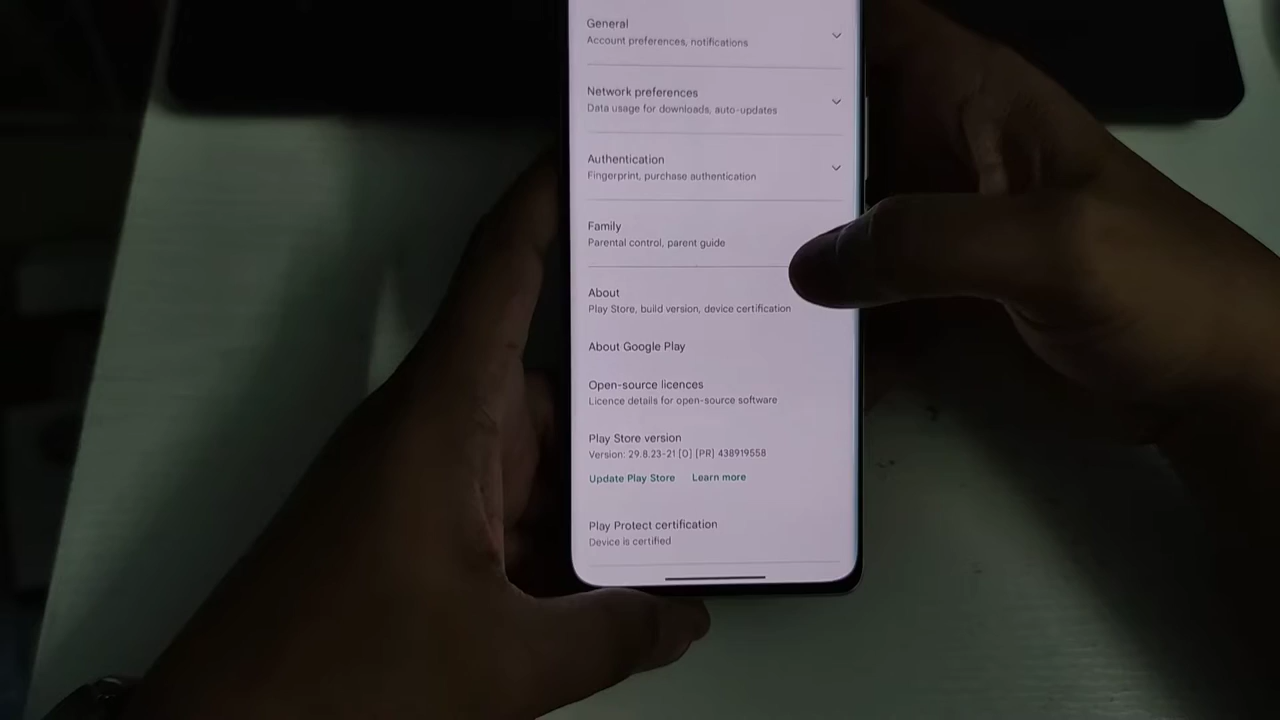 General
Account preferences, notifications
Network preferences
Data usage for downloads, auto-updates
Authentication
Fingerprint, purchase authentication
Family
Parental control, parent guide
About
Play Store, build version, device certification
About Google Play
Open-source licences
Licence details for open-source software
Play Store version
Version: 29.8.23-21 [0] [PR] 438919558
Update Play Store Learn more
Play Protect certification
Device is certified